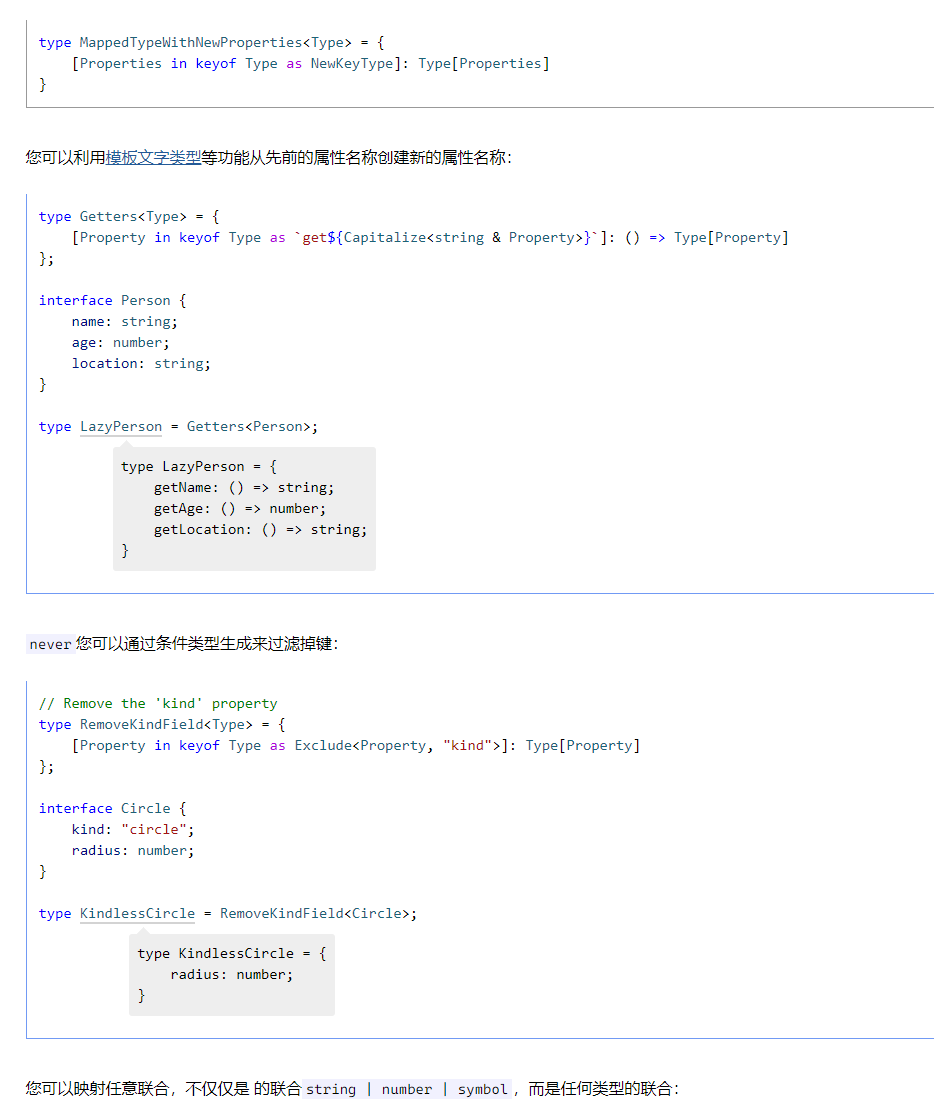 type MappedTypeWithNewProperties<Type> = {
    [Properties in keyof Type as NewKeyType]: Type[Properties]
}
您可以利用模板文字类型等功能从先前的属性名称创建新的属性名称：
type Getters<Type> = {
    [Property in keyof Type as `get${Capitalize<string & Property>}`]: () => Type[Property]
};
interface Person {
    name: string;
    age: number;
    location: string;
}
type LazyPerson = Getters<Person>;
type LazyPerson = {
    getName: () => string;
    getAge: () => number;
    getLocation: () => string;
}
never 您可以通过条件类型生成来过滤掉键：
// Remove the 'kind' property
type RemoveKindField<Type> = {
    [Property in keyof Type as Exclude<Property, "kind">]: Type[Property]
};
interface Circle {
    kind: "circle";
    radius: number;
}
type KindlessCircle = RemoveKindField<Circle>;
type KindlessCircle = {
    radius: number;
}
您可以映射任意联合，不仅仅是 的联合 string | number | symbol ，而是任何类型的联合：